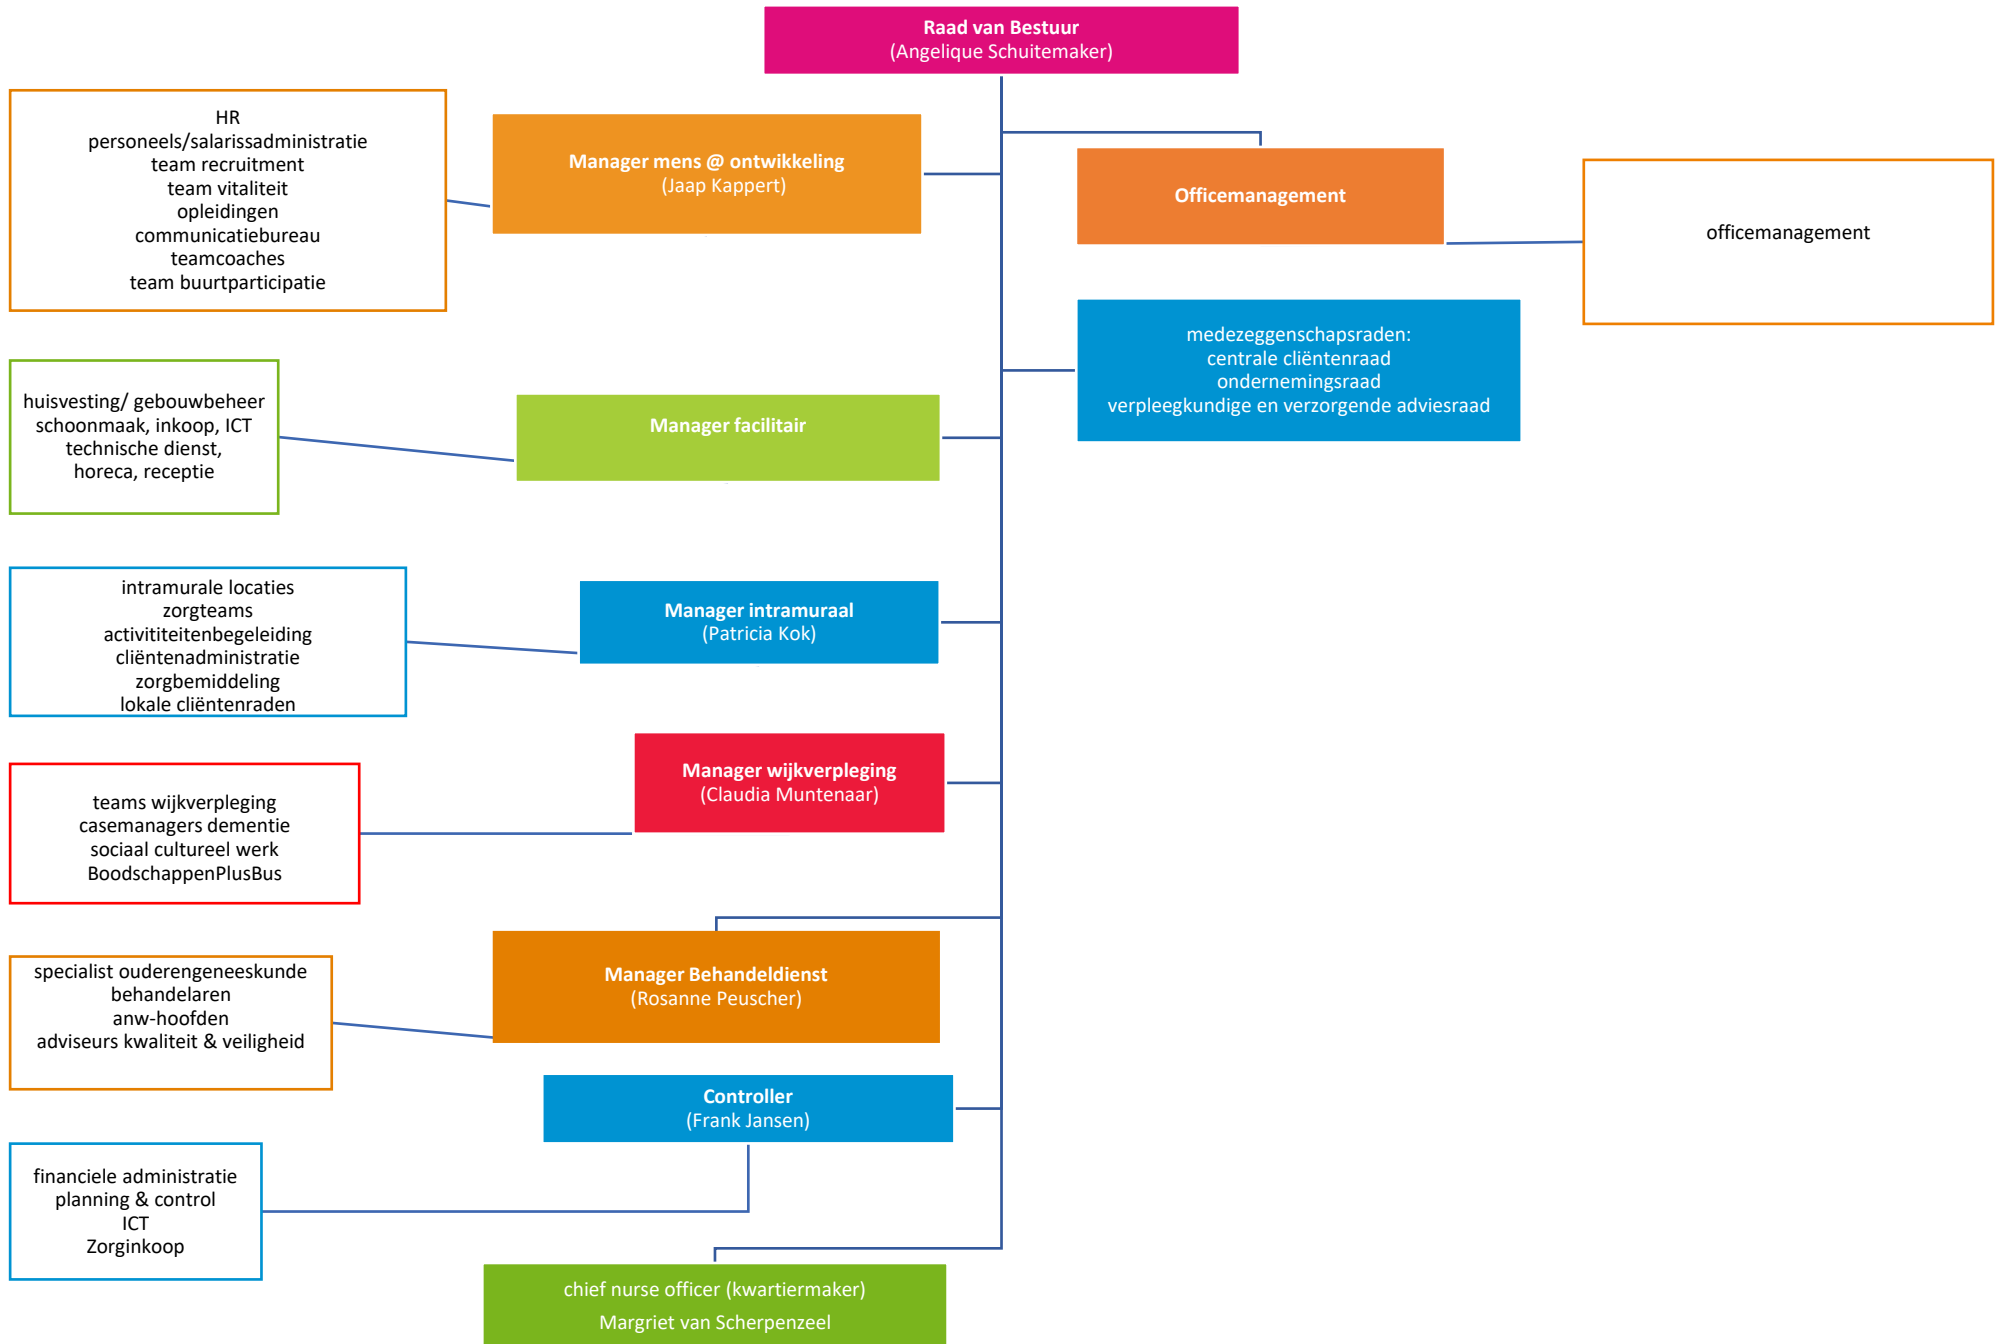 Raad van Bestuur
(Angelique Schuitemaker)
HR
personeels/salarissadministratie
team recruitment
team vitaliteit
opleidingen
communicatiebureau
teamcoaches
team buurtparticipatie
Manager mens @ ontwikkeling
(Jaap Kappert)
Officemanagement
officemanagement
medezeggenschapsraden:
centrale cliëntenraad
ondernemingsraad
verpleegkundige en verzorgende adviesraad
huisvesting/ gebouwbeheer
schoonmaak, inkoop, ICT
technische dienst,
horeca, receptie
Manager facilitair
intramurale locaties
zorgteams
activititeitenbegeleiding
cliëntenadministratie
zorgbemiddeling
lokale cliëntenraden
Manager intramuraal
(Patricia Kok)
teams wijkverpleging
casemanagers dementie
sociaal cultureel werk
BoodschappenPlusBus
Manager wijkverpleging
(Claudia Muntenaar)
specialist ouderengeneeskunde
behandelaren
anw-hoofden
adviseurs kwaliteit & veiligheid
Manager Behandeldienst
(Rosanne Peuscher)
Controller
(Frank Jansen)
financiele administratie
planning & control
ICT
Zorginkoop
chief nurse officer (kwartiermaker)
Margriet van Scherpenzeel